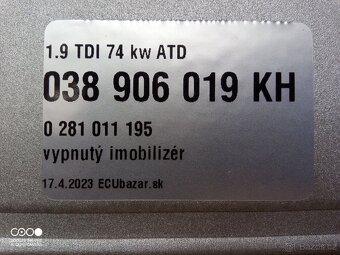 1.9 TDI 74 kw ATD
038 906 019 KH
0 281 011 195
vypnutý imobilizér
17.4.2023 ECUbazar.sk